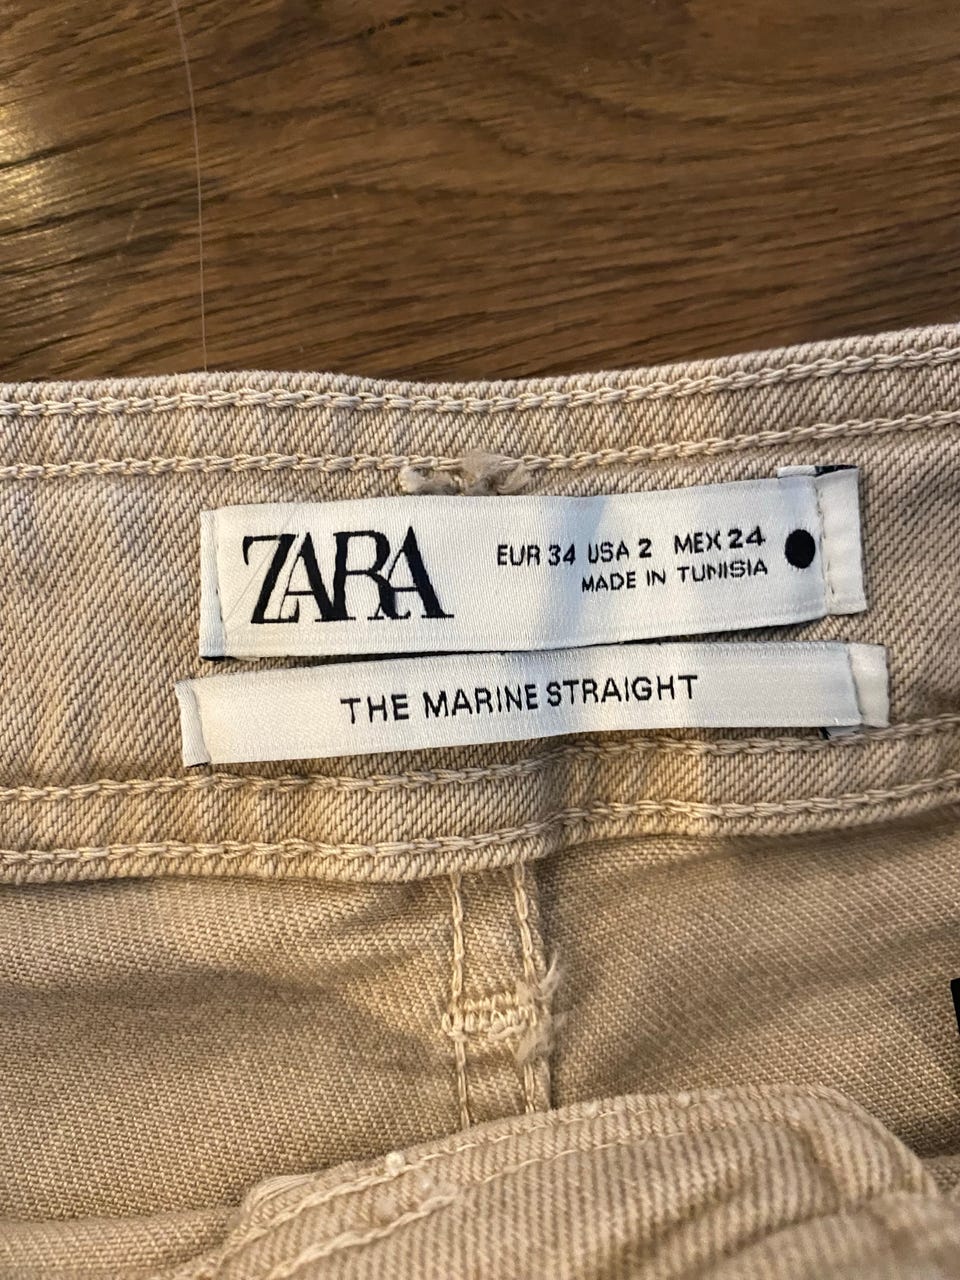 ZARA
EUR 34 USA 2 MEX 24
MADE IN TUNISIA
THE MARINE STRAIGHT